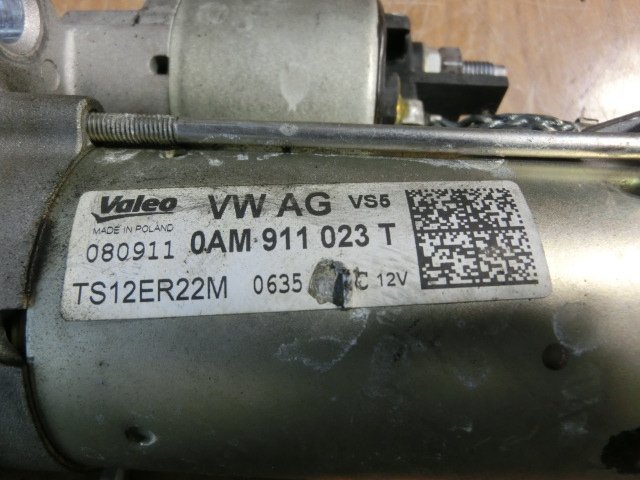 Valeo VW AG VS5
MADE IN POLAND
080911 0AM 911 023 T
TS12ER22M 0635 C 12V